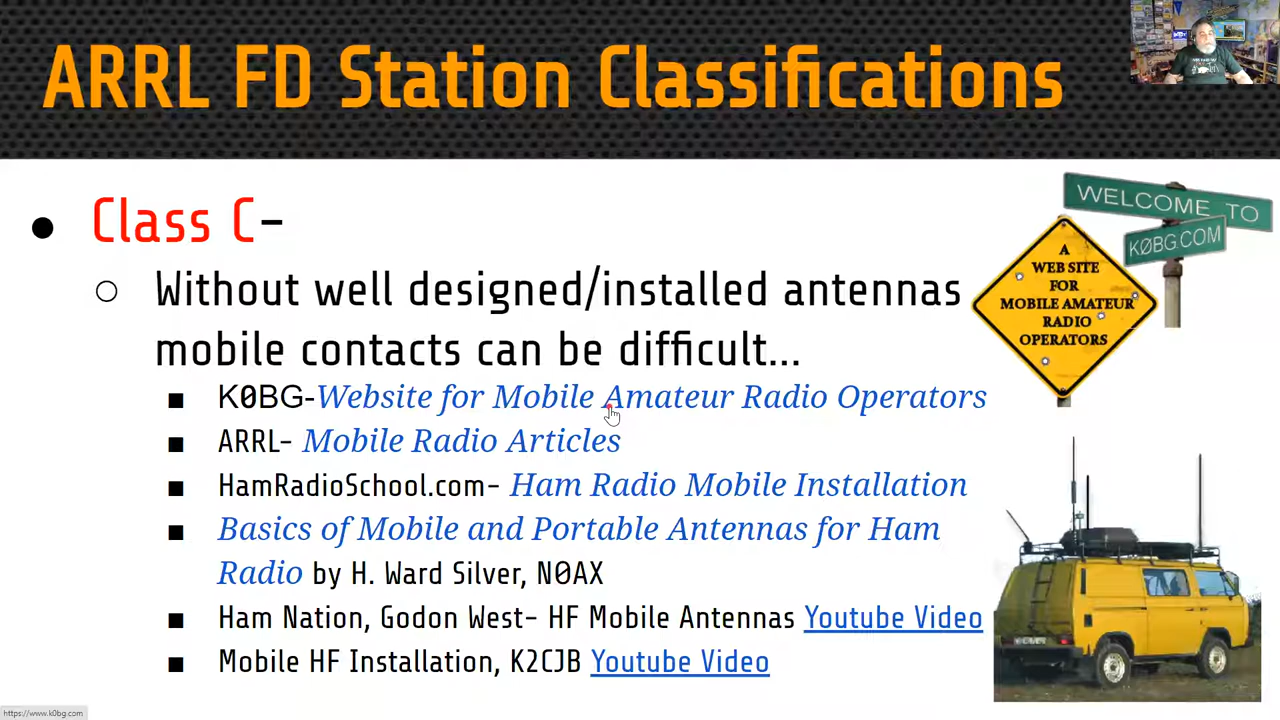 ARRL FD Station Classifications
● Class C-
○ Without well designed/installed antennas
mobile contacts can be difficult...
■ K0BG-Website for Mobile Amateur Radio Operators
■ ARRL- Mobile Radio Articles
■ HamRadioSchool.com- Ham Radio Mobile Installation
■ Basics of Mobile and Portable Antennas for Ham
Radio by H. Ward Silver, N0AX
■ Ham Nation, Godon West- HF Mobile Antennas Youtube Video
■ Mobile HF Installation, K2CJB Youtube Video
WELCOME TO
KØBG.COM
A
WEB SITE
FOR
MOBILE AMATEUR
RADIO
OPERATORS
https://www.k0bg.com